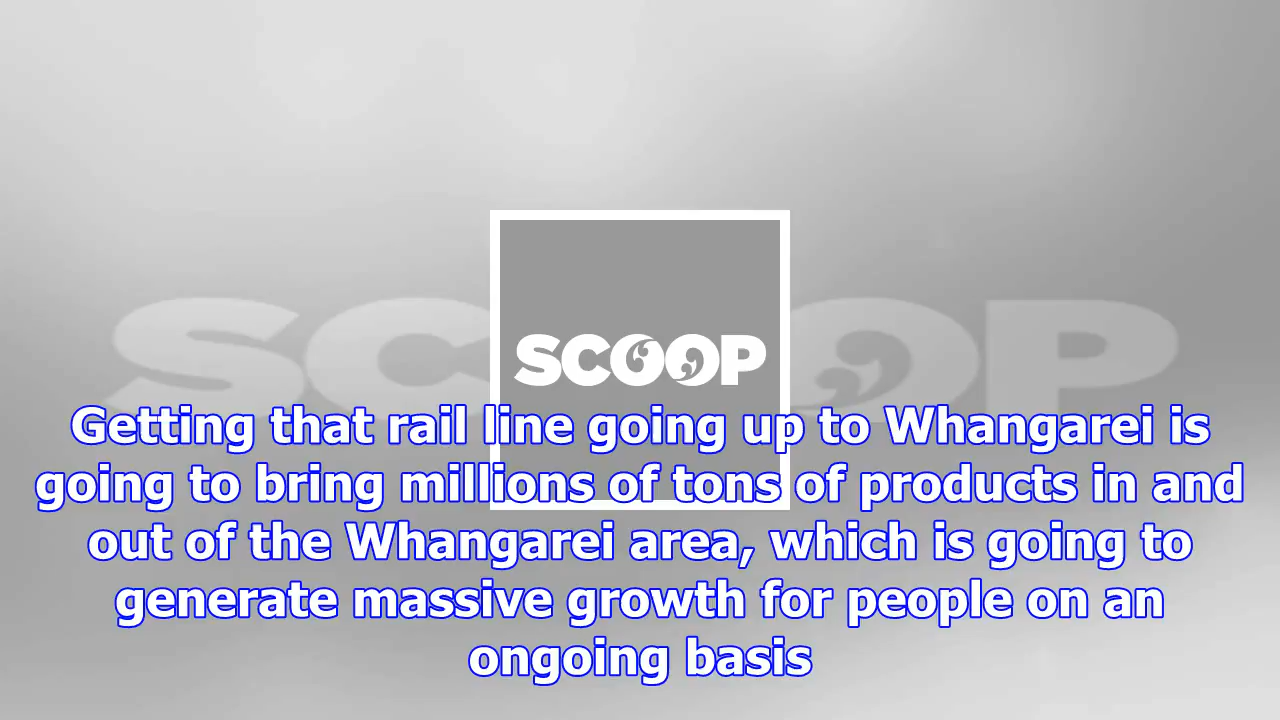 SCOOP
SCOOP
Getting that rail line going up to Whangarei is
going to bring millions of tons of products in and
out of the Whangarei area, which is going to
generate massive growth for people on an
ongoing basis